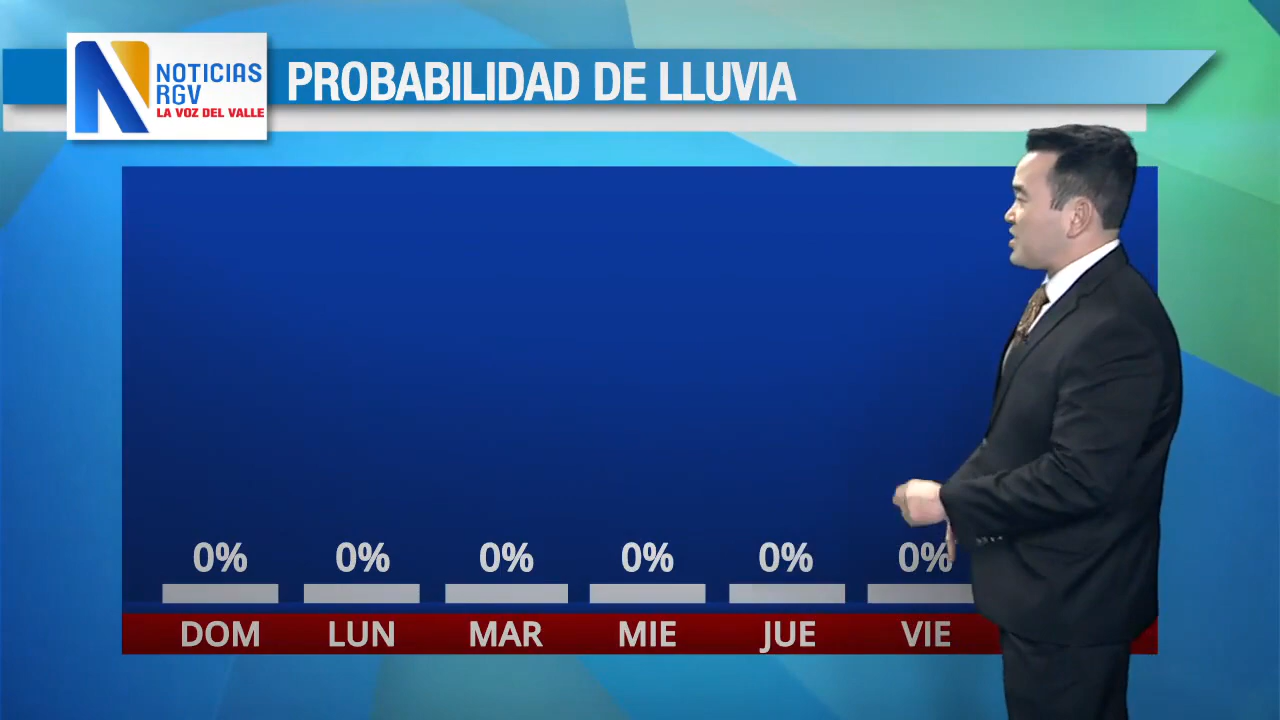 NOTICIAS
RGV
LA VOZ DEL VALLE
PROBABILIDAD DE LLUVIA
0% 0% 0% 0% 0% 0%
DOM LUN MAR MIE JUE VIE